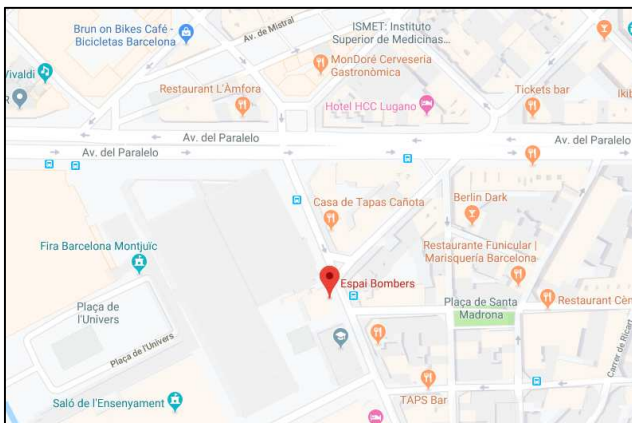 Brun on Bikes Café -
Bicicletas Barcelona
Av. de Mistral
ISMET: Instituto
Superior de Medicinas...
MonDoré Cerveseria
Gastronòmica
Vivaldi
Restaurant L'Àmfora
Hotel HCC Lugano
Tickets bar
Ikib
R
Av. del Paralelo
Av. del Paralelo
Av. del Paralelo
Casa de Tapas Cañota
Berlin Dark
Fira Barcelona Montjuïc
Restaurante Funicular |
Marisquería Barcelona
Espai Bombers
Plaça de
l'Univers
Plaça de Santa
Madrona
Restaurant Cèn
Plaça de l'Univers
Carrer de Ricart
Saló de l'Ensenyament
TAPS Bar